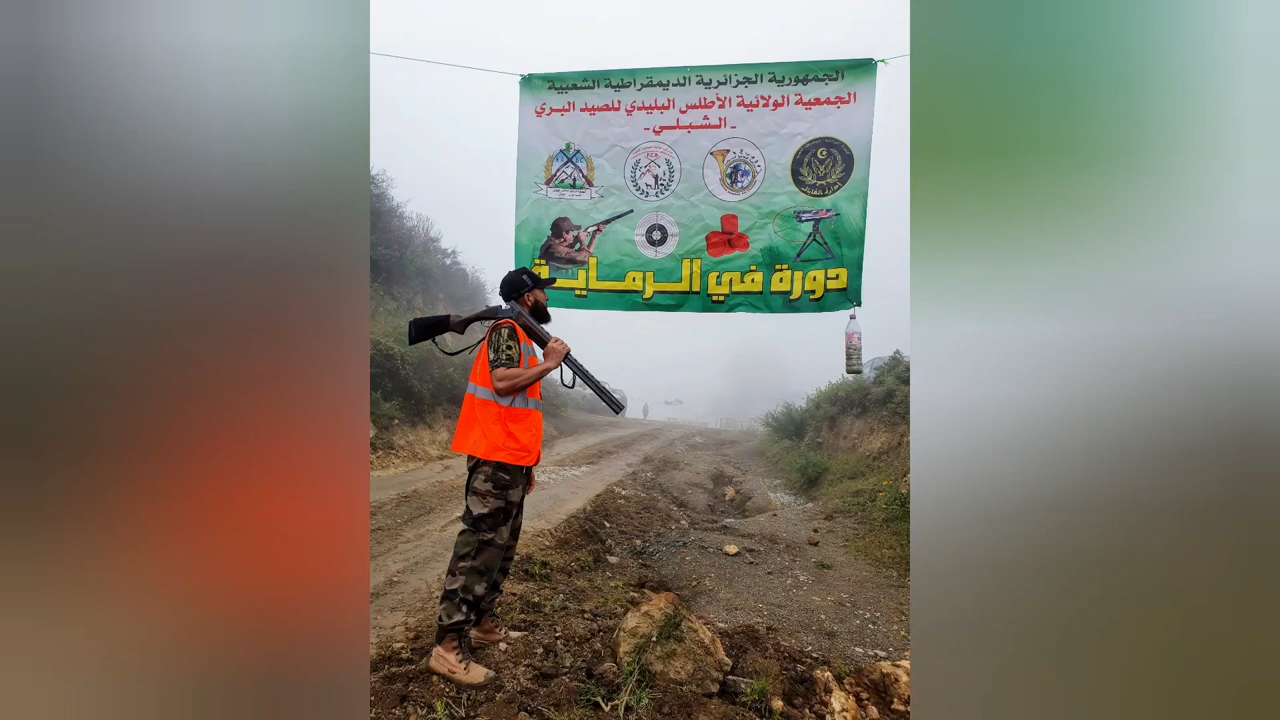 الجمهورية الجزائرية الديمقراطية الشعبية
الجمعية الولائية الأطلس البليدي للصيد البري
- الشبلي -
دورة في الرماية